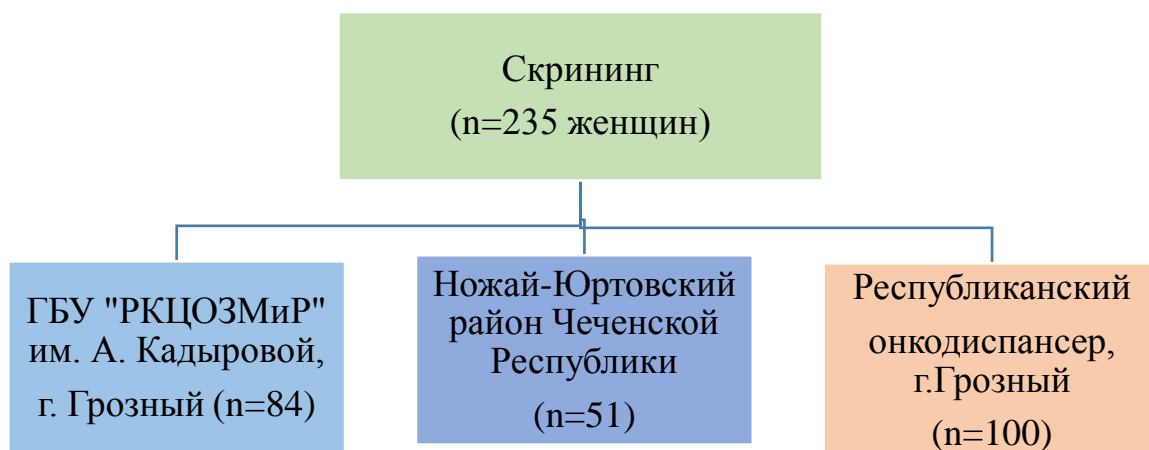 Скрининг
(n=235 женщин)
ГБУ "РКЦОЗМиР"
им. А. Кадыровой,
г. Грозный (n=84)
Ножай-Юртовский
район Чеченской
Республики
(n=51)
Республиканский
онкодиспансер,
г.Грозный
(n=100)